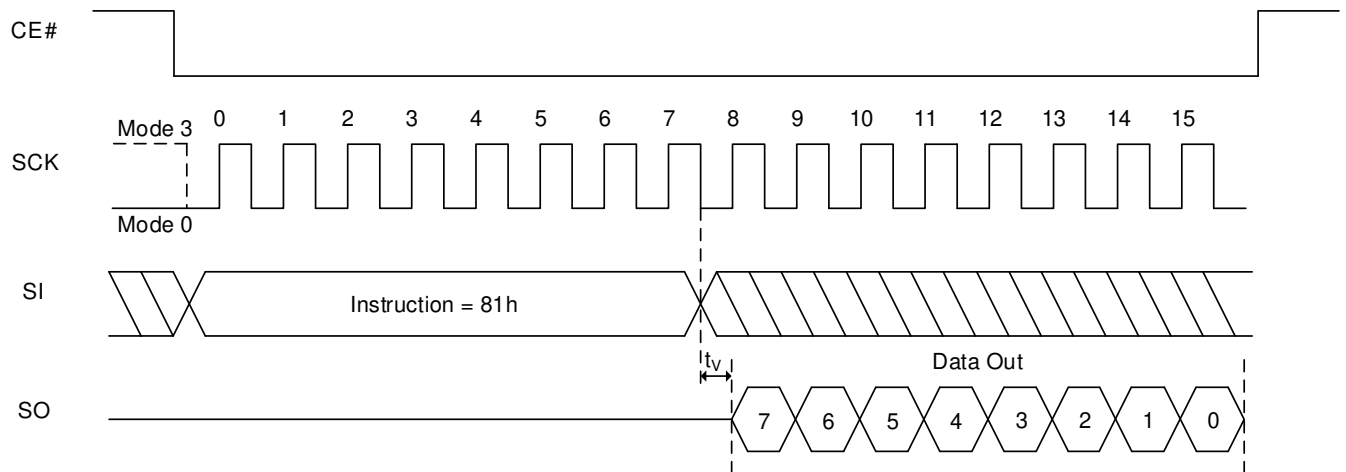 CE#
Mode 3 0 1 2 3 4 5 6 7 8 9 10 11 12 13 14 15
SCK
Mode 0
SI
Instruction = 81h
tV Data Out
SO 7 6 5 4 3 2 1 0